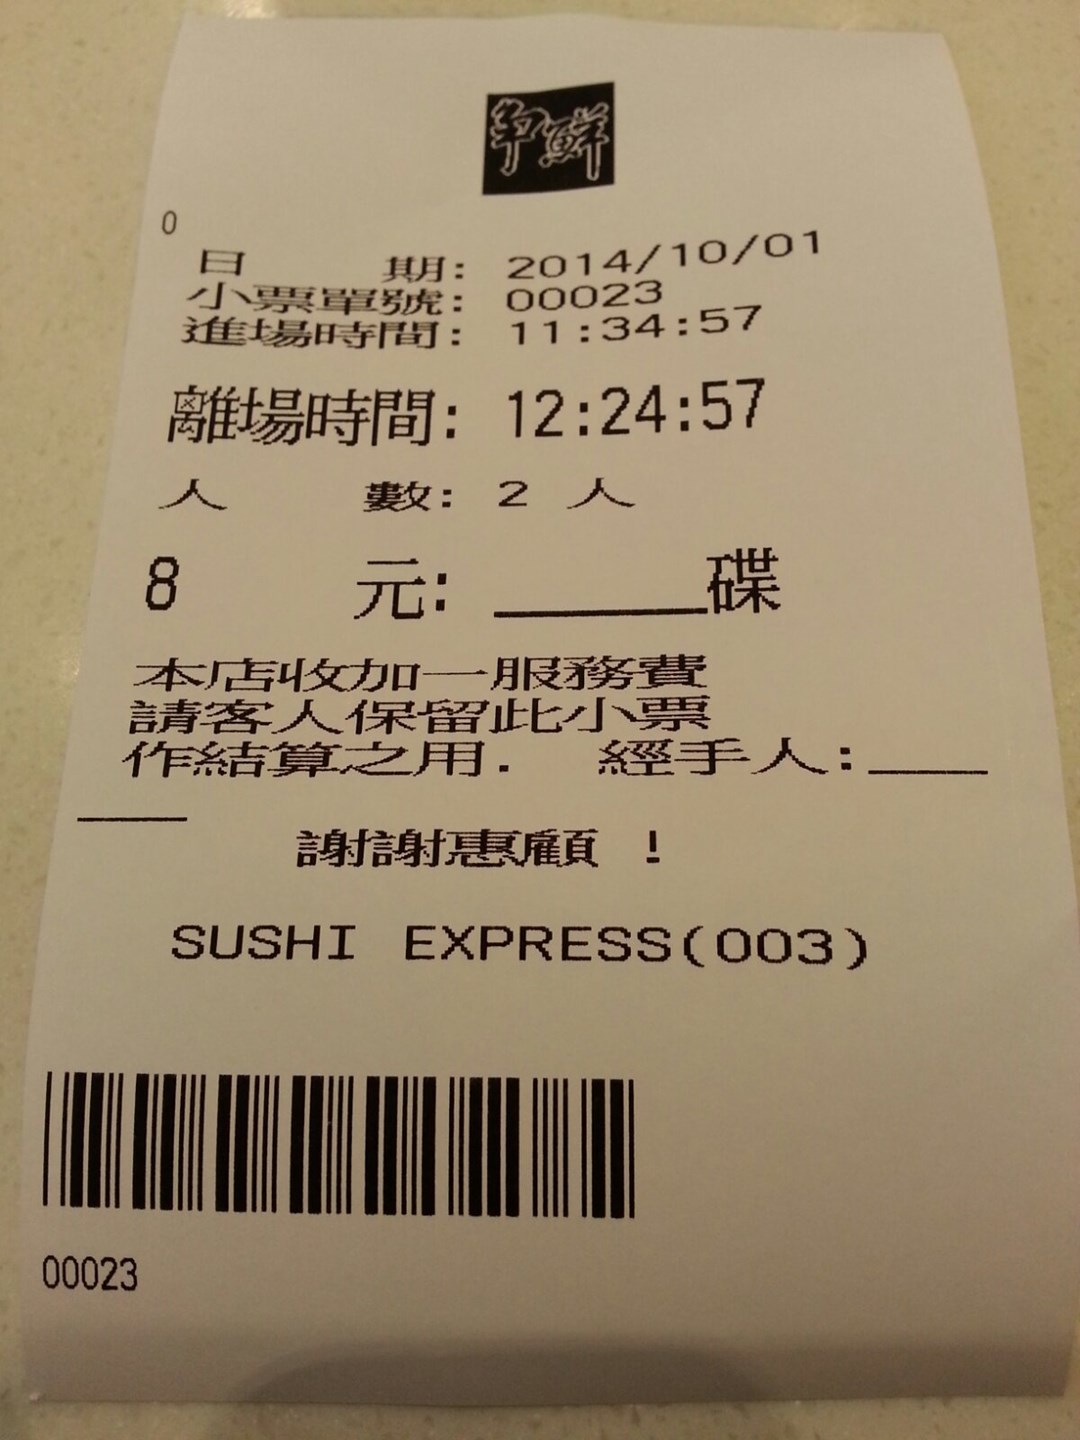 争鮮
0
日 期: 2014/10/01
小票單號: 00023
進場時間: 11:34:57
離場時間: 12:24:57
人 數: 2 人
8 元: ______碟
本店收加一服務費
請客人保留此小票
作結算之用. 經手人:____
____
謝謝惠顧 !
SUSHI EXPRESS(003)
00023